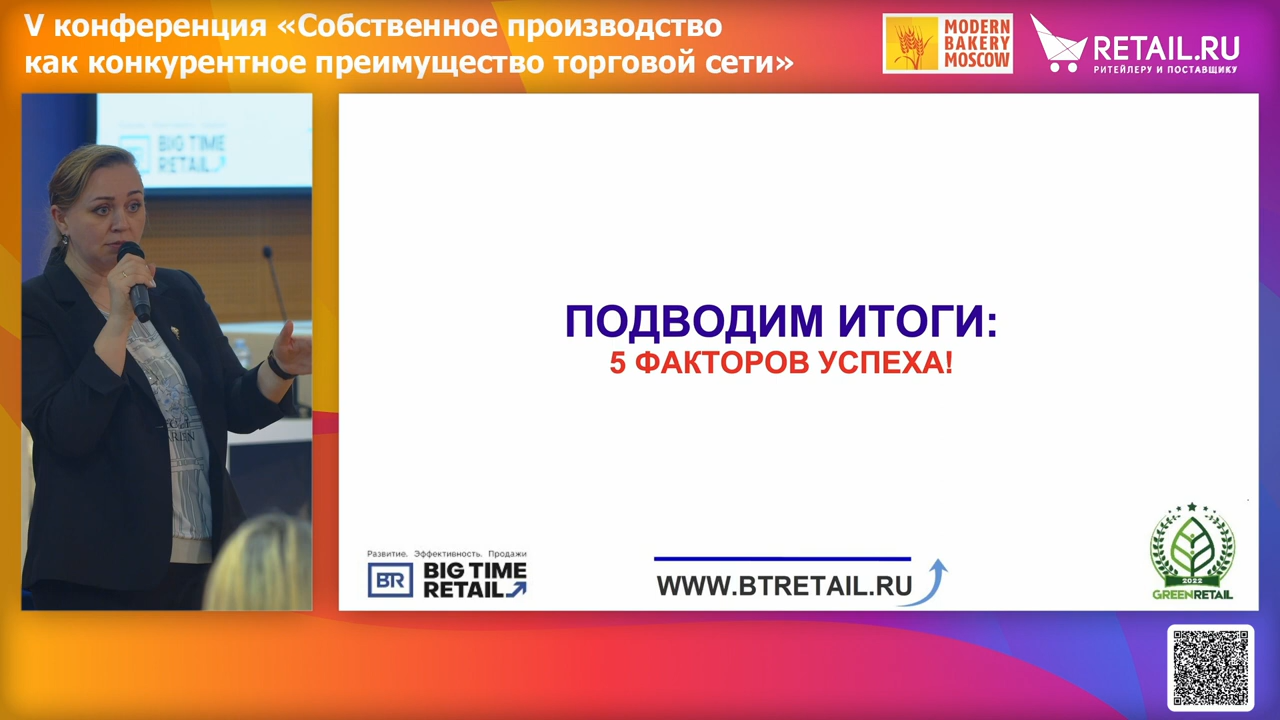 V конференция «Собственное производство
как конкурентное преимущество торговой сети»
MODERN
BAKERY
MOSCOW
RETAIL.RU
РИТЕЙЛЕРУ И ПОСТАВЩИКУ
BIG TIME
RETAIL
ПОДВОДИМ ИТОГИ:
5 ФАКТОРОВ УСПЕХА!
Развитие. Эффективность. Продажи
BTR
BIG TIME
RETAIL
WWW.BTRETAIL.RU
2022
GREENRETAIL